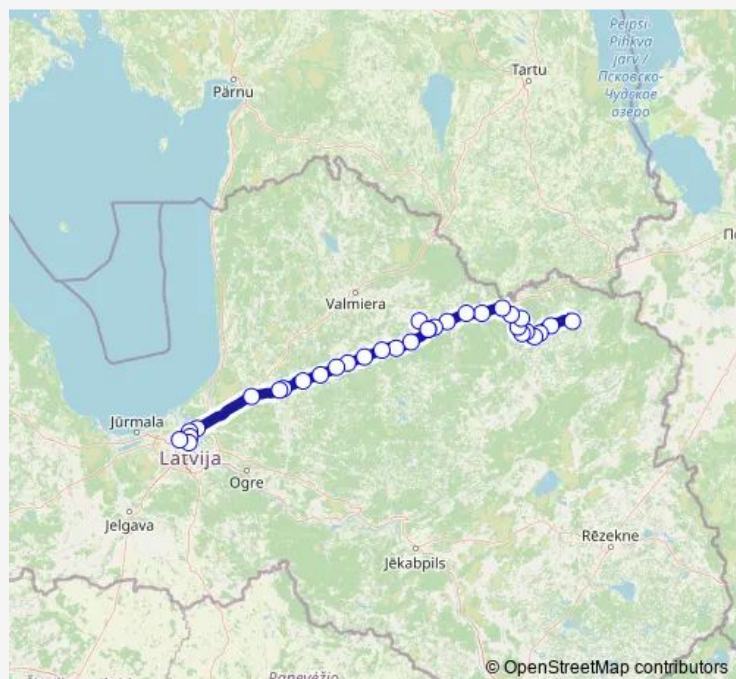 Peipsi-
Pihkva
järv /
Псковско-
Чудское
озеро
Tartu
Pärnu
Valmiera
Jūrmala
Latvija
Ogre
Jelgava
Rēzekne
Jēkabpils
© OpenStreetMap contributors